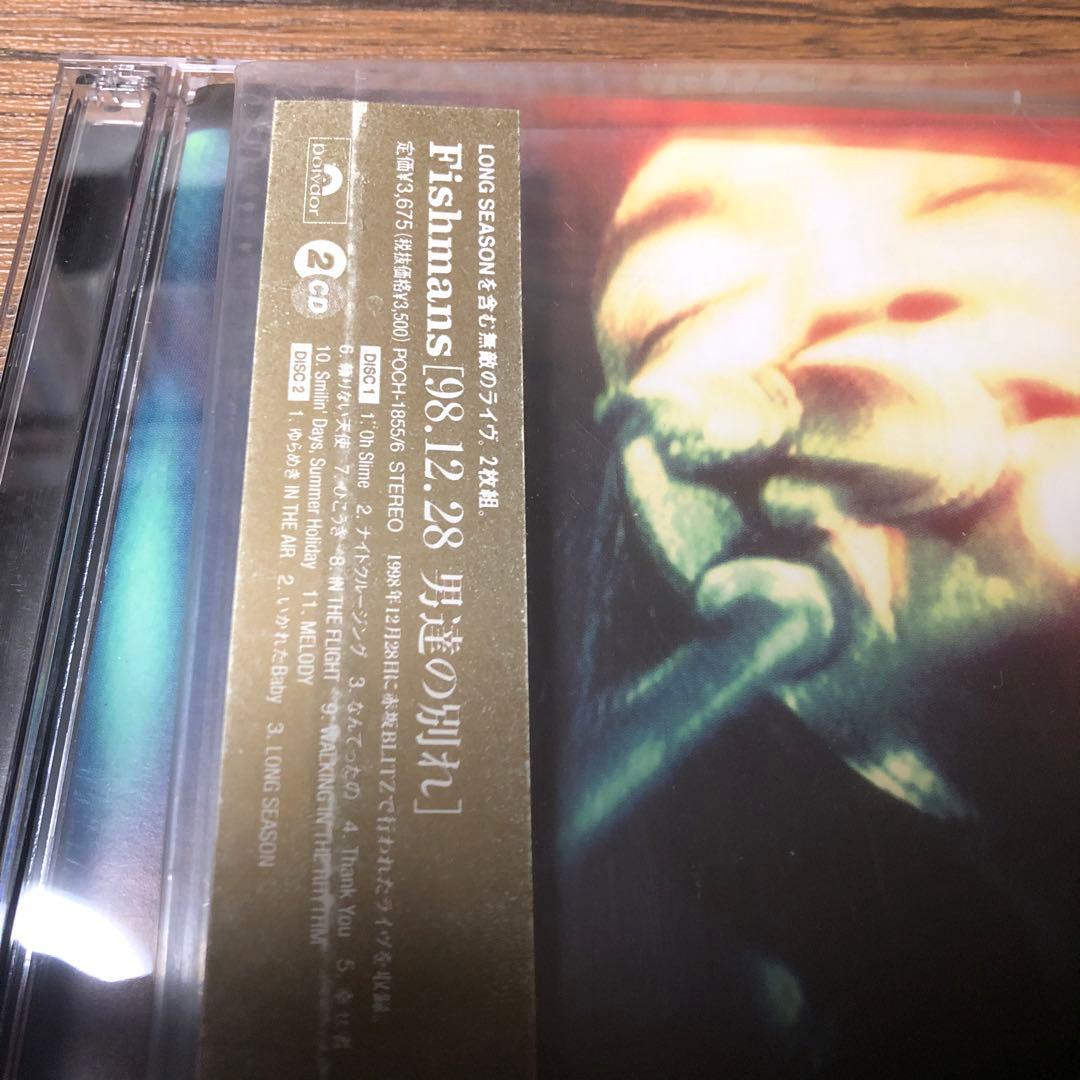 LONG SEASONを含む無敵のライヴ。2枚組。
Fishmans[98.12.28 男達の別れ]
定価¥3,675(税抜価格¥3,500) POCH-1855/6 STEREO 1998年12月28日に赤坂BLITZで行われたライヴを収録。
DISC 1 1. 'Oh Slime 2. ナイトクルージング 3. なんてったの 4. Thank You 5. 幸せ者
6. 頼りない天使 7. ひこうき 8. IN THE FLIGHT 9. WALKING IN THE RHYTHM
10. Smilin' Days, Summer Holiday 11. MELODY
DISC 2 1. ゆらめき IN THE AIR 2. いかれたBaby 3. LONG SEASON
polydor
2CD